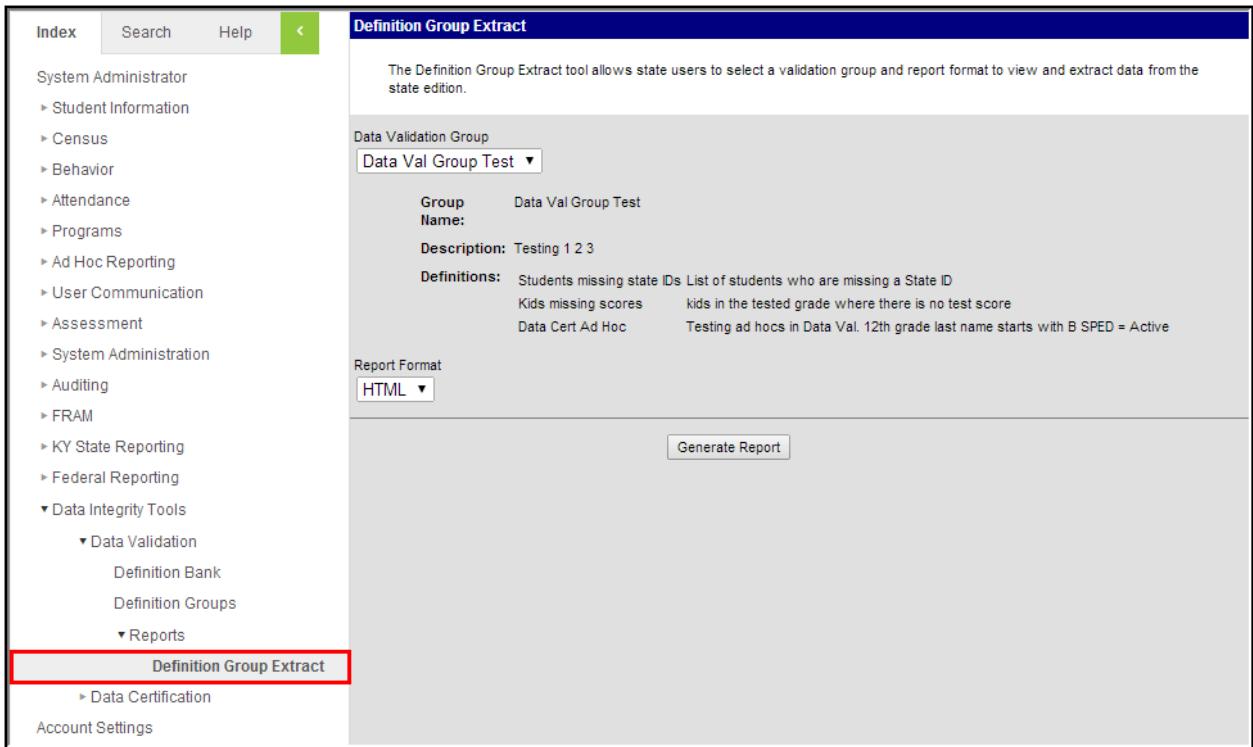 Index Search Help <
System Administrator
Student Information
Census
Behavior
Attendance
Programs
Ad Hoc Reporting
User Communication
Assessment
System Administration
Auditing
FRAM
KY State Reporting
Federal Reporting
Data Integrity Tools
Data Validation
Definition Bank
Definition Groups
Reports
Definition Group Extract
Data Certification
Account Settings
Definition Group Extract
The Definition Group Extract tool allows state users to select a validation group and report format to view and extract data from the
state edition.
Data Validation Group
Data Val Group Test
Group Data Val Group Test
Name:
Description: Testing 1 2 3
Definitions: Students missing state IDs List of students who are missing a State ID
Kids missing scores kids in the tested grade where there is no test score
Data Cert Ad Hoc Testing ad hocs in Data Val. 12th grade last name starts with B SPED = Active
Report Format
HTML
Generate Report